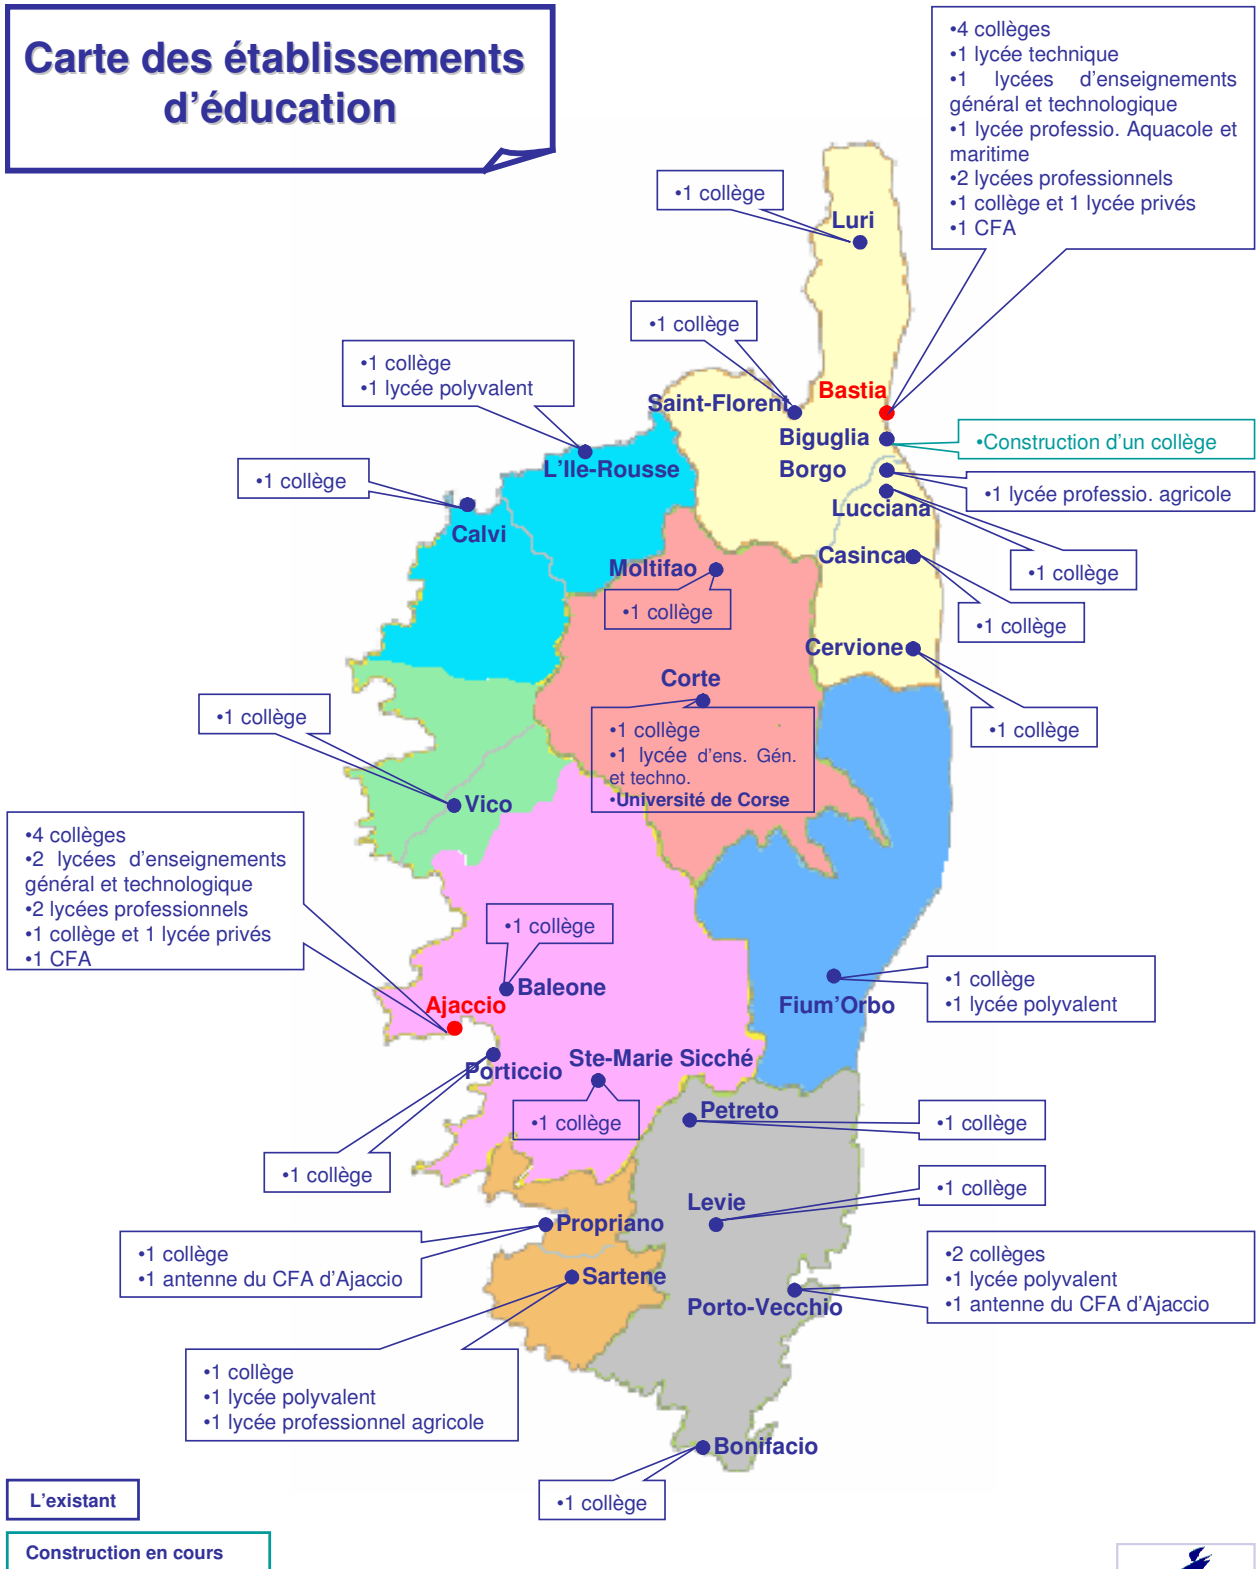 Carte des établissements
d'éducation
•4 collèges
•1 lycée technique
•1 lycées d'enseignements
général et technologique
•1 lycée professio. Aquacole et
maritime
•2 lycées professionnels
•1 collège et 1 lycée privés
•1 CFA
•1 collège
Luri
•1 collège
•1 collège
•1 lycée polyvalent
Saint-Florent
Bastia
Biguglia
•Construction d'un collège
L'Ile-Rousse
Borgo
•1 collège
•1 lycée professio. agricole
Lucciana
Calvi
Casinca
Moltifao
•1 collège
•1 collège
•1 collège
Cervione
Corte
•1 collège
•1 collège
•1 collège
•1 lycée d'ens. Gén.
et techno.
•Université de Corse
Vico
•4 collèges
•2 lycées d'enseignements
général et technologique
•2 lycées professionnels
•1 collège et 1 lycée privés
•1 CFA
•1 collège
Baleone
Ajaccio
•1 collège
•1 lycée polyvalent
Fium'Orbo
Porticcio
Ste-Marie Sicché
•1 collège
Petreto
•1 collège
•1 collège
Levie
•1 collège
Propriano
•1 collège
•1 antenne du CFA d'Ajaccio
Sartene
•2 collèges
•1 lycée polyvalent
•1 antenne du CFA d'Ajaccio
Porto-Vecchio
•1 collège
•1 lycée polyvalent
•1 lycée professionnel agricole
Bonifacio
•1 collège
L'existant
Construction en cours